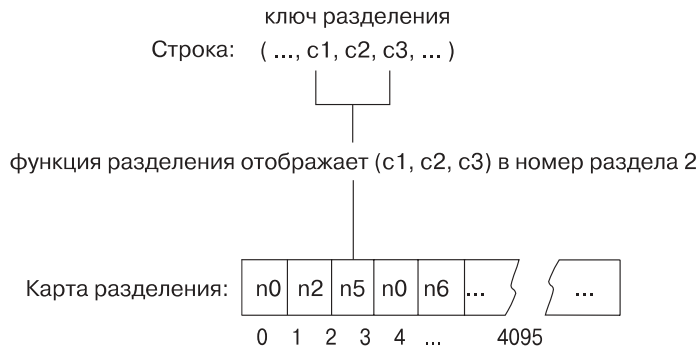 ключ разделения
Строка: ( ..., c1, c2, c3, ... )
функция разделения отображает (c1, c2, c3) в номер раздела 2
Карта разделения: n0 n2 n5 n0 n6 ... ...
0 1 2 3 4 ... 4095